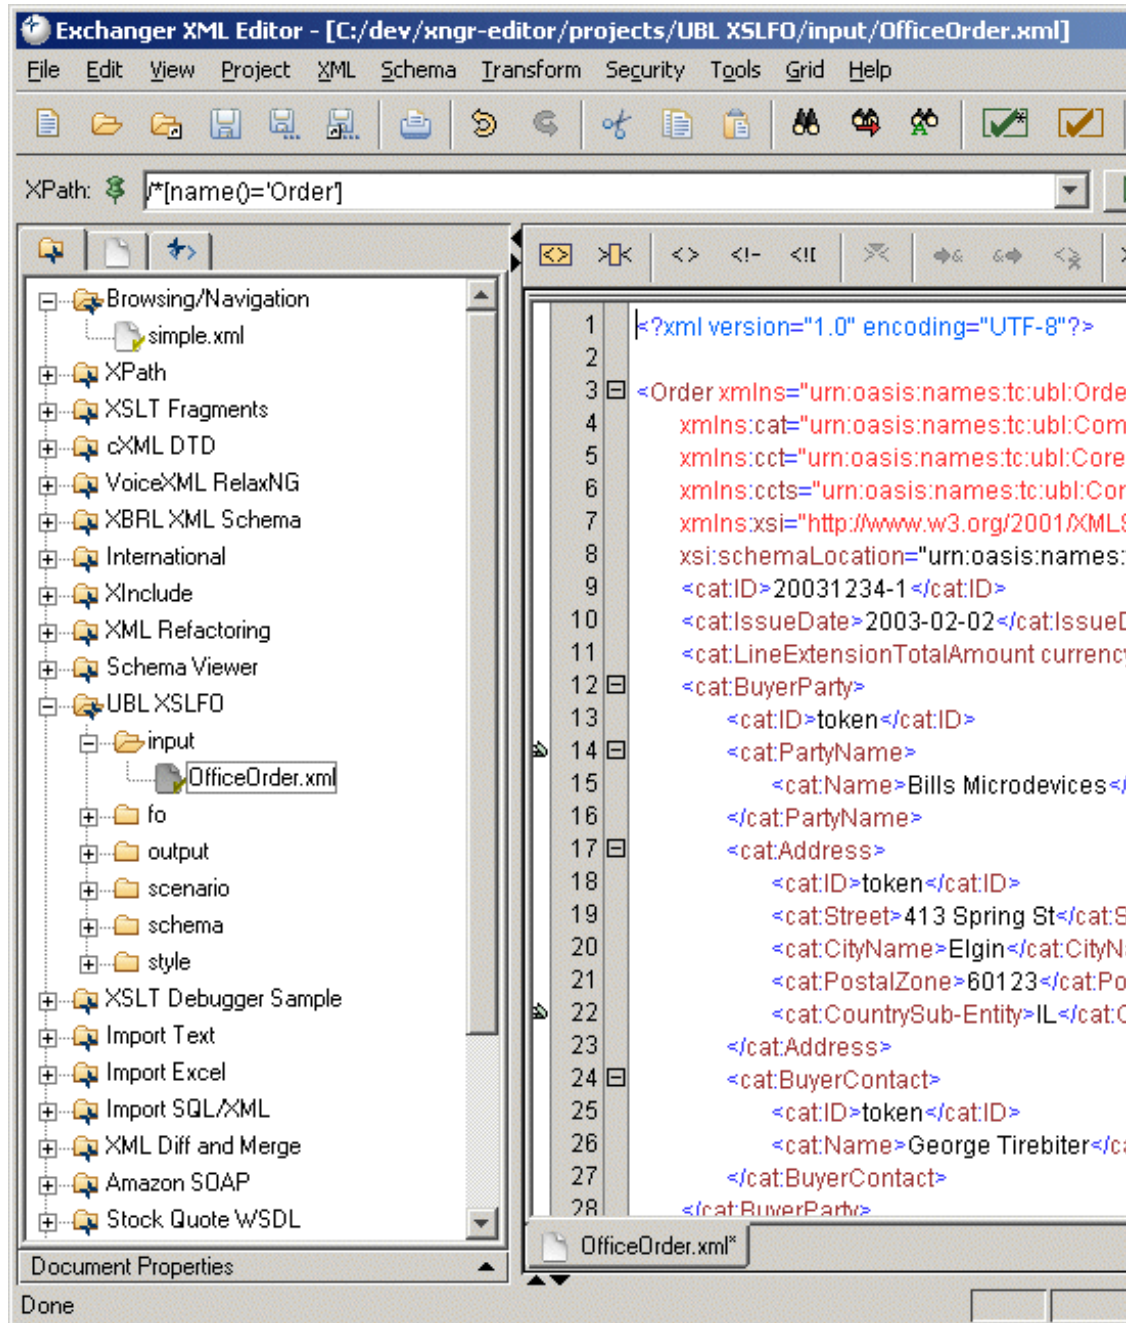 Exchanger XML Editor - [C:/dev/xngr-editor/projects/UBL XSLFO/input/OfficeOrder.xml]
File Edit View Project XML Schema Transform Security Tools Grid Help
XPath: /*[name()='Order']
Browsing/Navigation
simple.xml
XPath
XSLT Fragments
cXML DTD
VoiceXML RelaxNG
XBRL XML Schema
International
XInclude
XML Refactoring
Schema Viewer
UBL XSLFO
input
OfficeOrder.xml
fo
output
scenario
schema
style
XSLT Debugger Sample
Import Text
Import Excel
Import SQL/XML
XML Diff and Merge
Amazon SOAP
Stock Quote WSDL
Document Properties
Done
<> >< <> <!- <![
1 <?xml version="1.0" encoding="UTF-8"?>
2
3 <Order xmlns="urn:oasis:names:tc:ubl:Orde
4 xmlns:cat="urn:oasis:names:tc:ubl:Com
5 xmlns:cct="urn:oasis:names:tc:ubl:Core
6 xmlns:ccts="urn:oasis:names:tc:ubl:Cor
7 xmlns:xsi="http://www.w3.org/2001/XMLS
8 xsi:schemaLocation="urn:oasis:names:
9 <cat:ID>20031234-1</cat:ID>
10 <cat:IssueDate>2003-02-02</cat:IssueD
11 <cat:LineExtensionTotalAmount currency
12 <cat:BuyerParty>
13 <cat:ID>token</cat:ID>
14 <cat:PartyName>
15 <cat:Name>Bills Microdevices</
16 </cat:PartyName>
17 <cat:Address>
18 <cat:ID>token</cat:ID>
19 <cat:Street>413 Spring St</cat:S
20 <cat:CityName>Elgin</cat:CityNa
21 <cat:PostalZone>60123</cat:Po
22 <cat:CountrySub-Entity>IL</cat:C
23 </cat:Address>
24 <cat:BuyerContact>
25 <cat:ID>token</cat:ID>
26 <cat:Name>George Tirebiter</ca
27 </cat:BuyerContact>
28 </cat:BuyerParty>
OfficeOrder.xml*